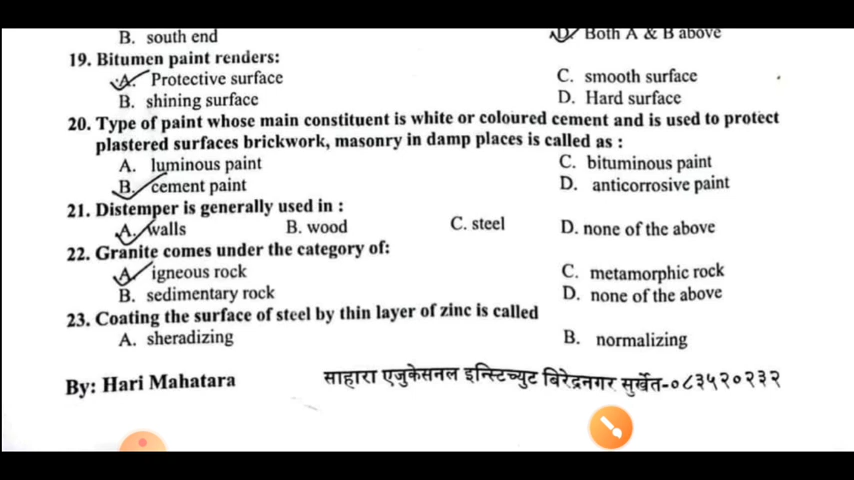 B. south end
D. Both A & B above
19. Bitumen paint renders:
A. Protective surface
C. smooth surface
B. shining surface
D. Hard surface
20. Type of paint whose main constituent is white or coloured cement and is used to protect
plastered surfaces brickwork, masonry in damp places is called as :
A. luminous paint
C. bituminous paint
B. cement paint
D. anticorrosive paint
21. Distemper is generally used in :
A. walls B. wood C. steel D. none of the above
22. Granite comes under the category of:
A. igneous rock
C. metamorphic rock
B. sedimentary rock
D. none of the above
23. Coating the surface of steel by thin layer of zinc is called
A. sheradizing
B. normalizing
By: Hari Mahatara
साहारा एजुकेसनल इन्स्टिच्युट बिरेद्रनगर सुर्खेत-०८३५२०२३२